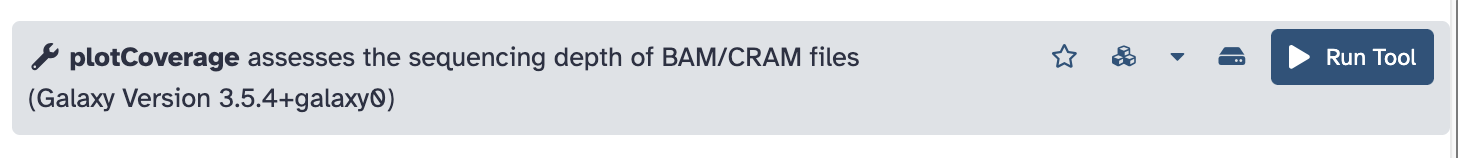 plotCoverage assesses the sequencing depth of BAM/CRAM files
(Galaxy Version 3.5.4+galaxy0)
Run Tool